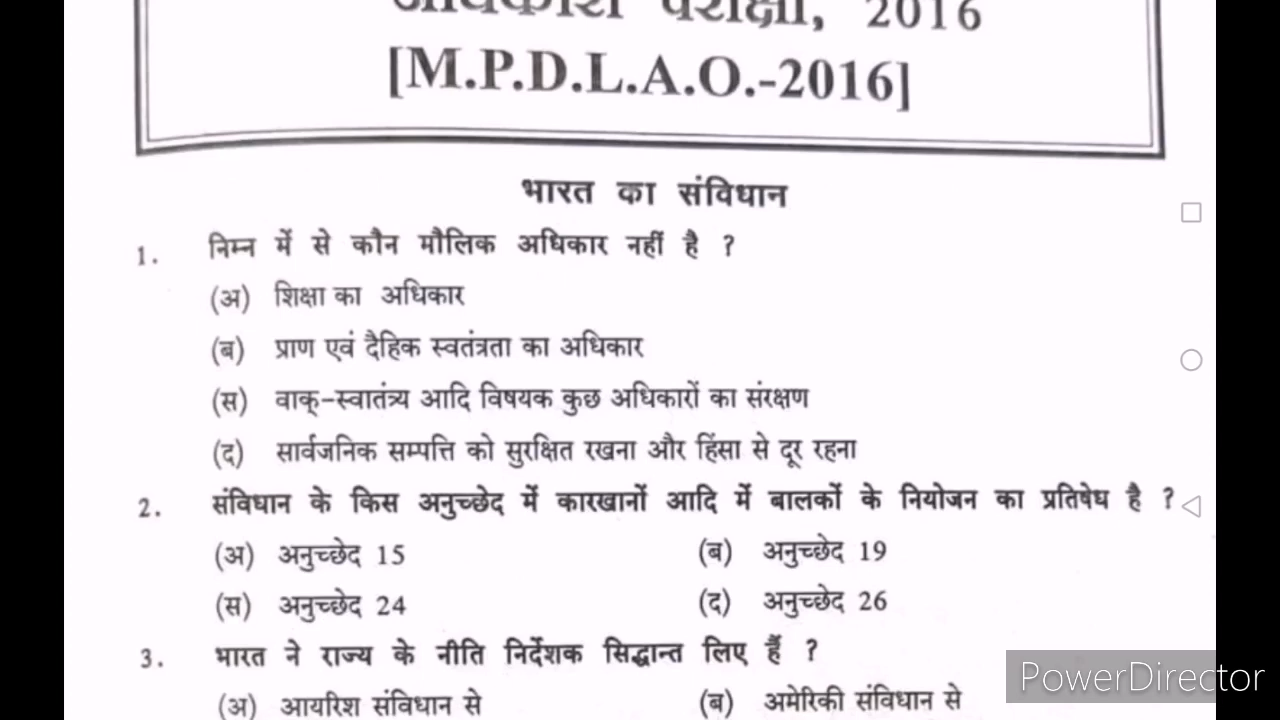 परीक्षा, 2016
[M.P.D.L.A.O.-2016]
भारत का संविधान
1. निम्न में से कौन मौलिक अधिकार नहीं है ?
(अ) शिक्षा का अधिकार
(ब) प्राण एवं दैहिक स्वतंत्रता का अधिकार
(स) वाक्-स्वातंत्र्य आदि विषयक कुछ अधिकारों का संरक्षण
(द) सार्वजनिक सम्पत्ति को सुरक्षित रखना और हिंसा से दूर रहना
2. संविधान के किस अनुच्छेद में कारखानों आदि में बालकों के नियोजन का प्रतिषेध है ?
(अ) अनुच्छेद 15 (ब) अनुच्छेद 19
(स) अनुच्छेद 24 (द) अनुच्छेद 26
3. भारत ने राज्य के नीति निर्देशक सिद्धान्त लिए हैं ?
(अ) आयरिश संविधान से (ब) अमेरिकी संविधान से
PowerDirector